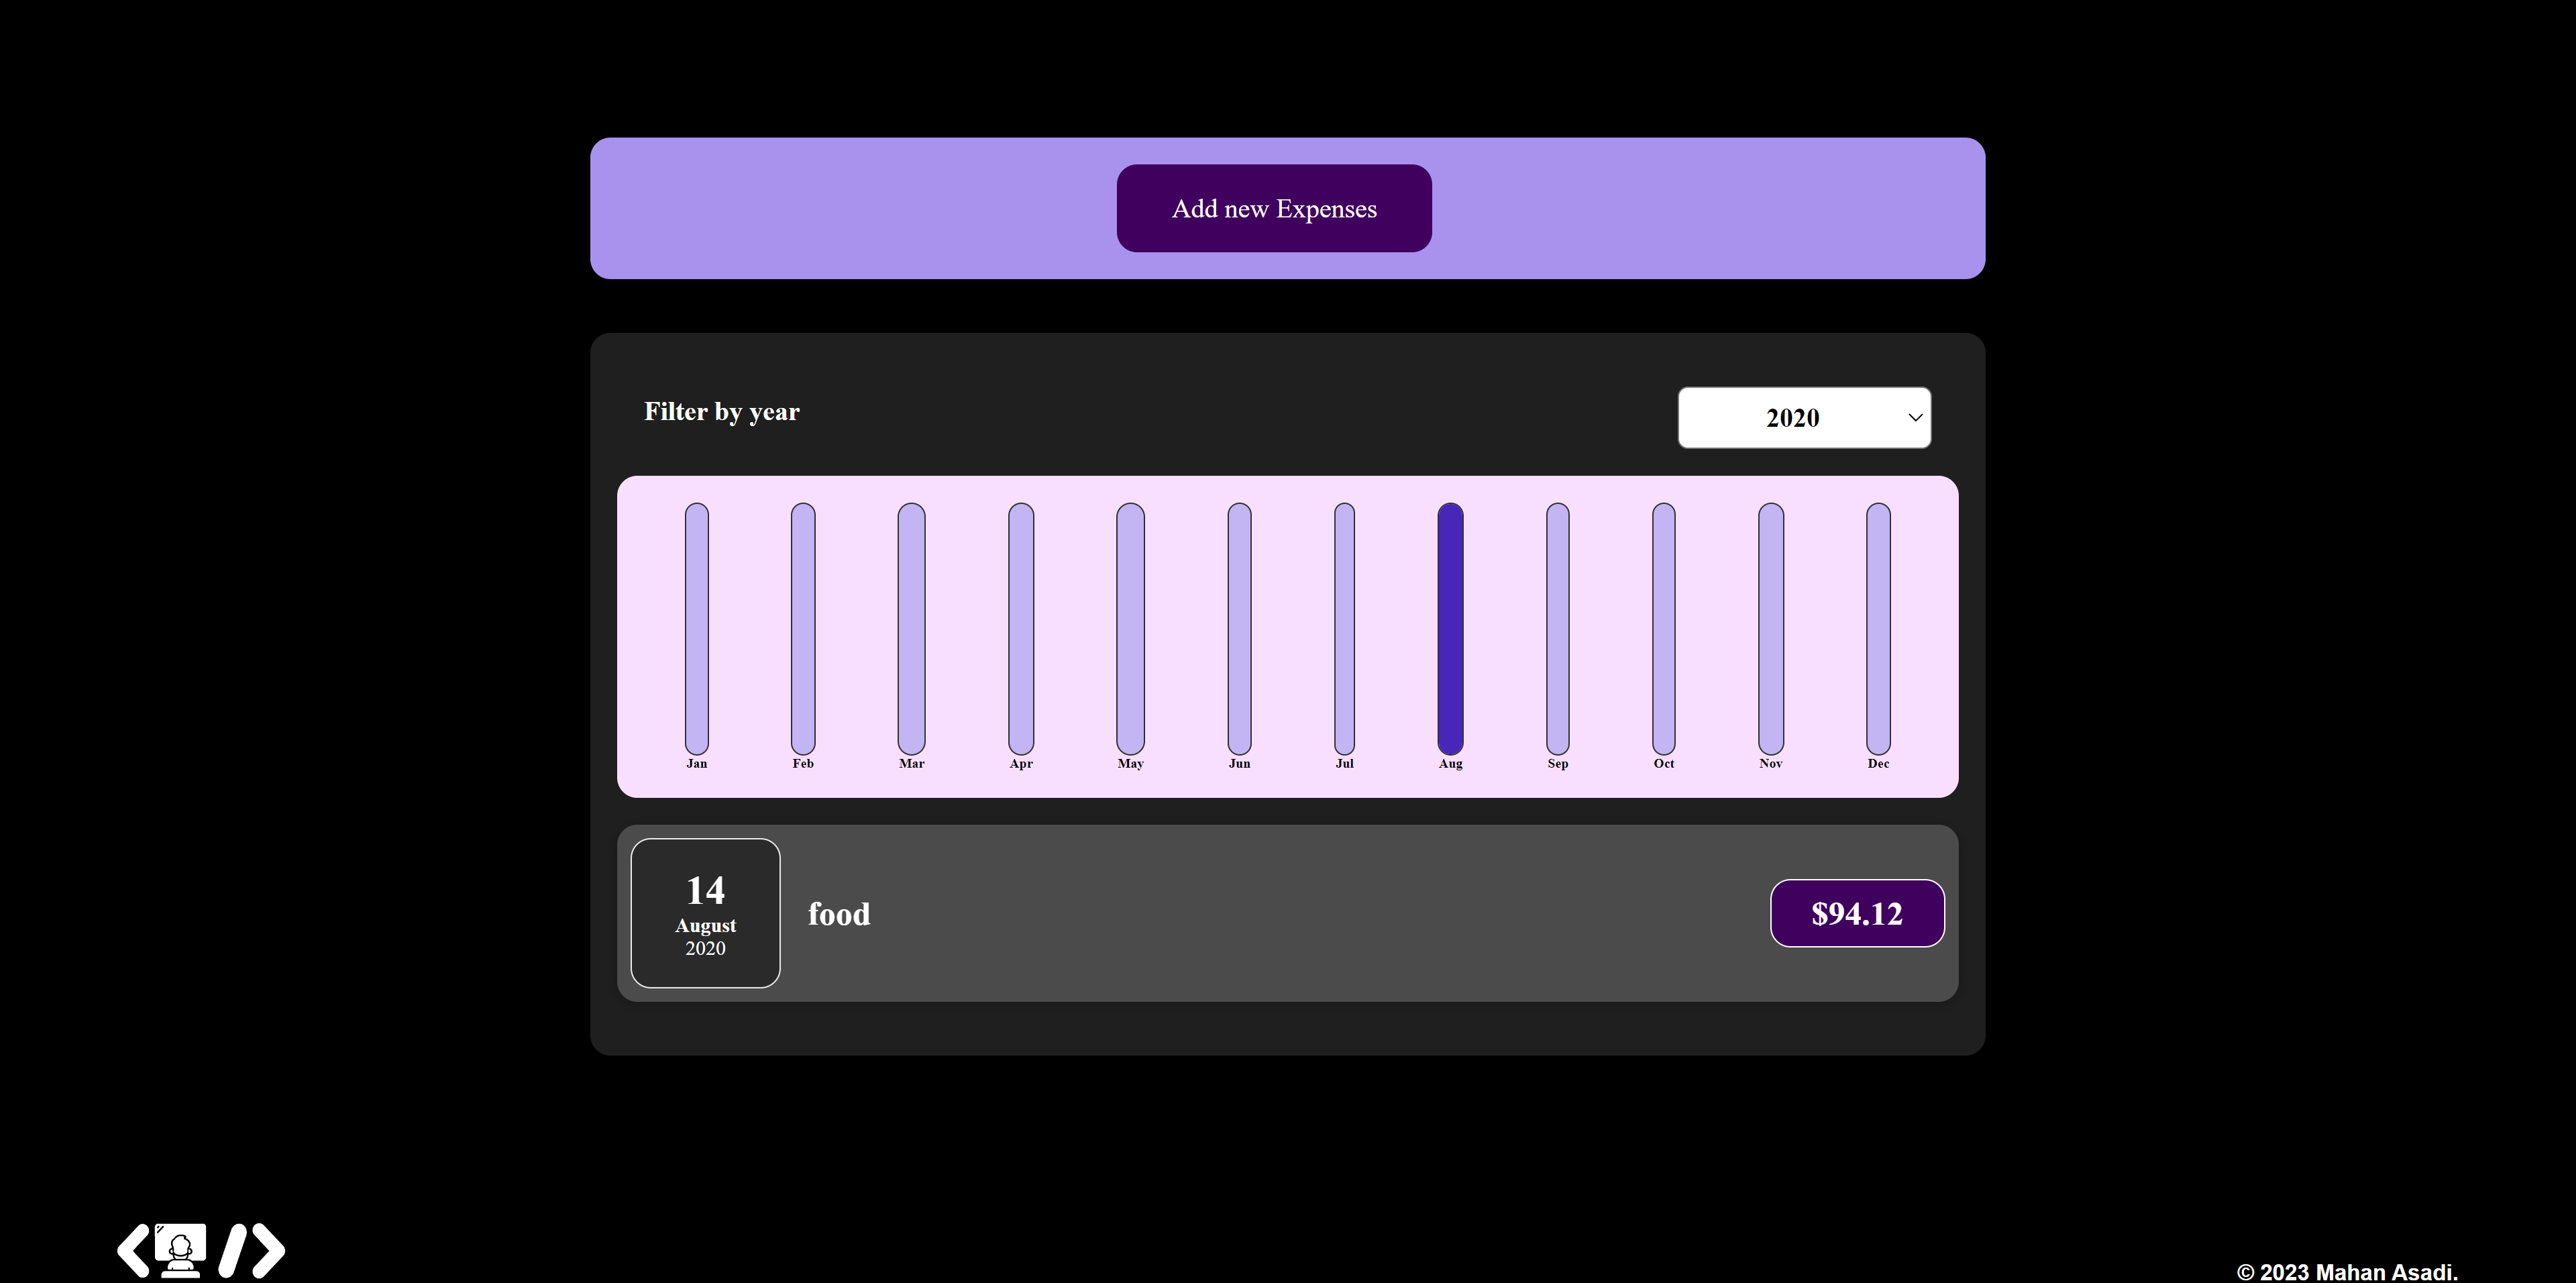 Add new Expenses
Filter by year
2020
Jan Feb Mar Apr May Jun Jul Aug Sep Oct Nov Dec
14
August
2020
food
$94.12
© 2023 Mahan Asadi.